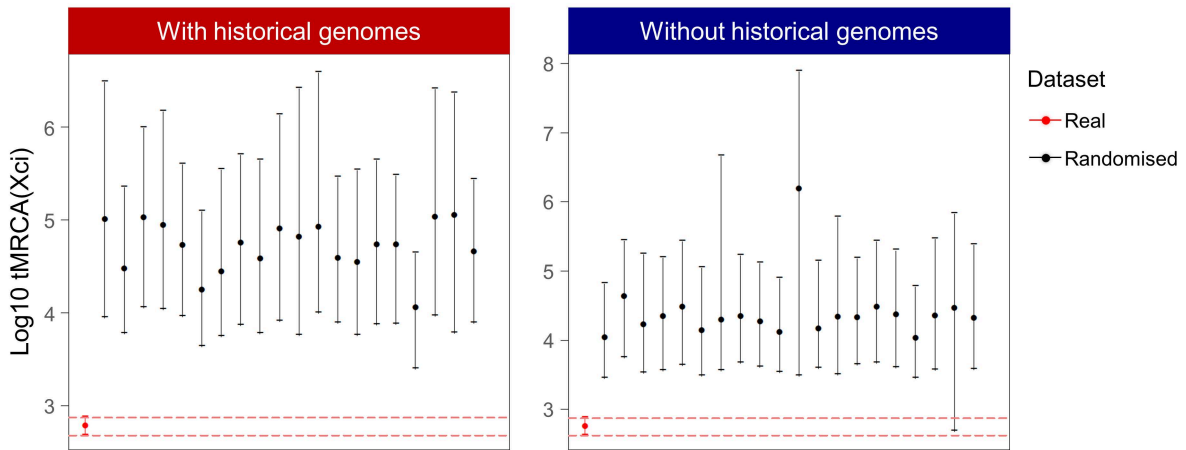 With historical genomes
Without historical genomes
Log10 tMRCA(Xci)
6
5
4
3
8
7
6
5
4
3
Dataset
Real
Randomised